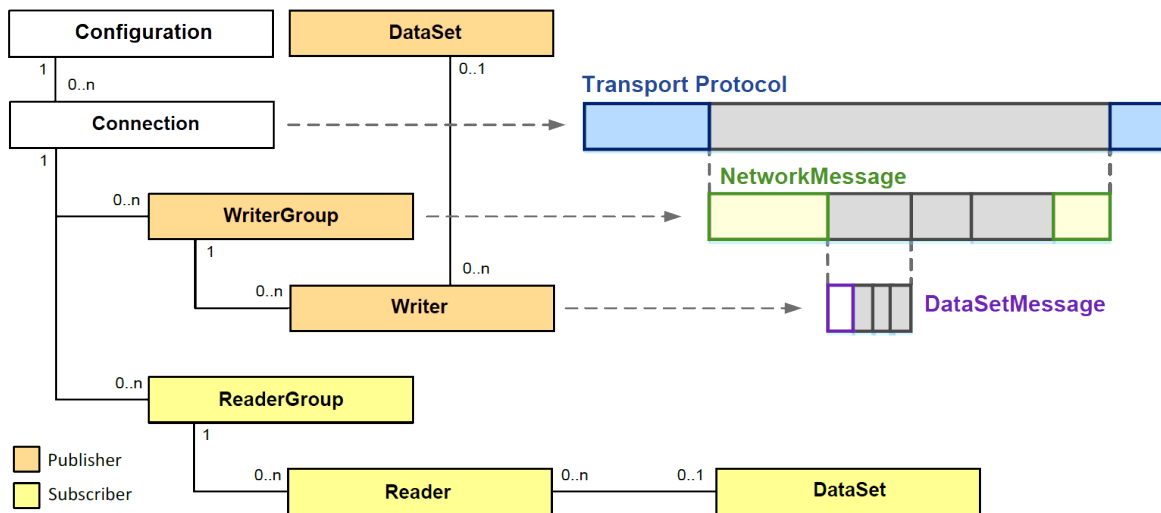 Configuration
DataSet
1
0..n
0..1
Transport Protocol
Connection
1
NetworkMessage
0..n
WriterGroup
1
0..n
0..n
Writer
DataSetMessage
0..n
ReaderGroup
1
Publisher
0..n
0..n
0..1
Subscriber
Reader
DataSet